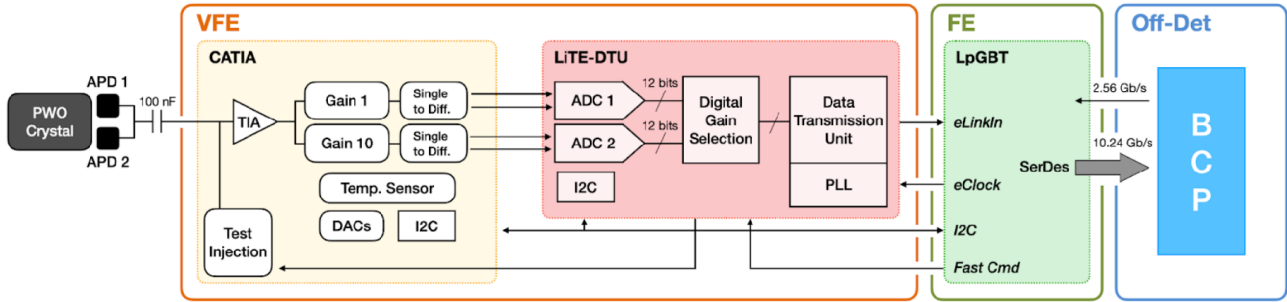 VFE
FE
Off-Det
CATIA
LiTE-DTU
LpGBT
PWO
Crystal
APD 1
APD 2
100 nF
TIA
Gain 1
Single
to Diff.
Gain 10
Single
to Diff.
Temp. Sensor
DACs
I2C
Test
Injection
ADC 1
12 bits
ADC 2
12 bits
I2C
Digital
Gain
Selection
Data
Transmission
Unit
PLL
eLinkIn
SerDes
eClock
I2C
Fast Cmd
2.56 Gb/s
10.24 Gb/s
B
C
P